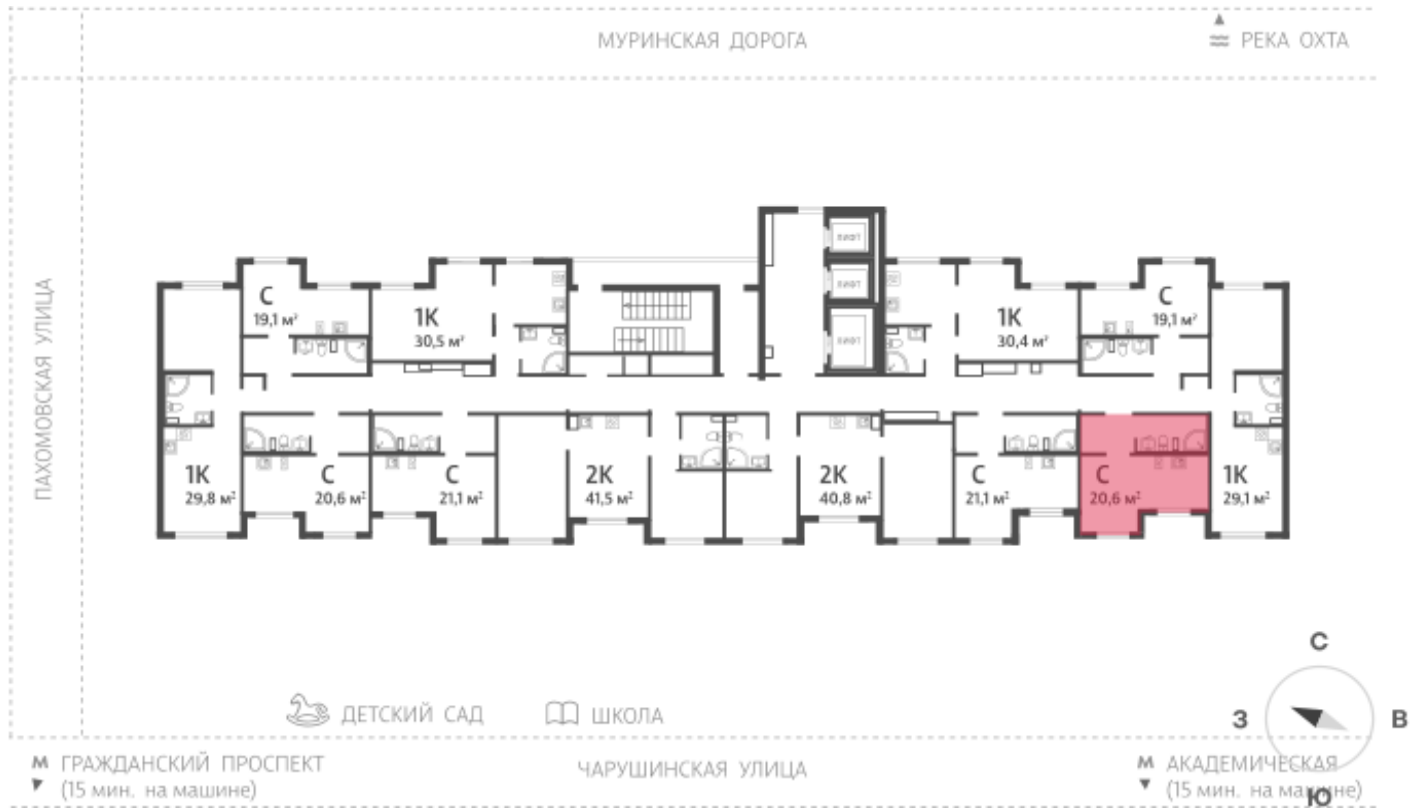 МУРИНСКАЯ ДОРОГА
РЕКА ОХТА
ПАХОМОВСКАЯ УЛИЦА
ЛИФТ
ЛИФТ
ЛИФТ
С
19,1 м²
1К
30,5 м²
1К
30,4 м²
С
19,1 м²
1К
29,8 м²
С
20,6 м²
С
21,1 м²
2К
41,5 м²
2К
40,8 м²
С
21,1 м²
С
20,6 м²
1К
29,1 м²
С
З
В
Ю
ДЕТСКИЙ САД
ШКОЛА
М ГРАЖДАНСКИЙ ПРОСПЕКТ
(15 мин. на машине)
ЧАРУШИНСКАЯ УЛИЦА
М АКАДЕМИЧЕСКАЯ
(15 мин. на машине)